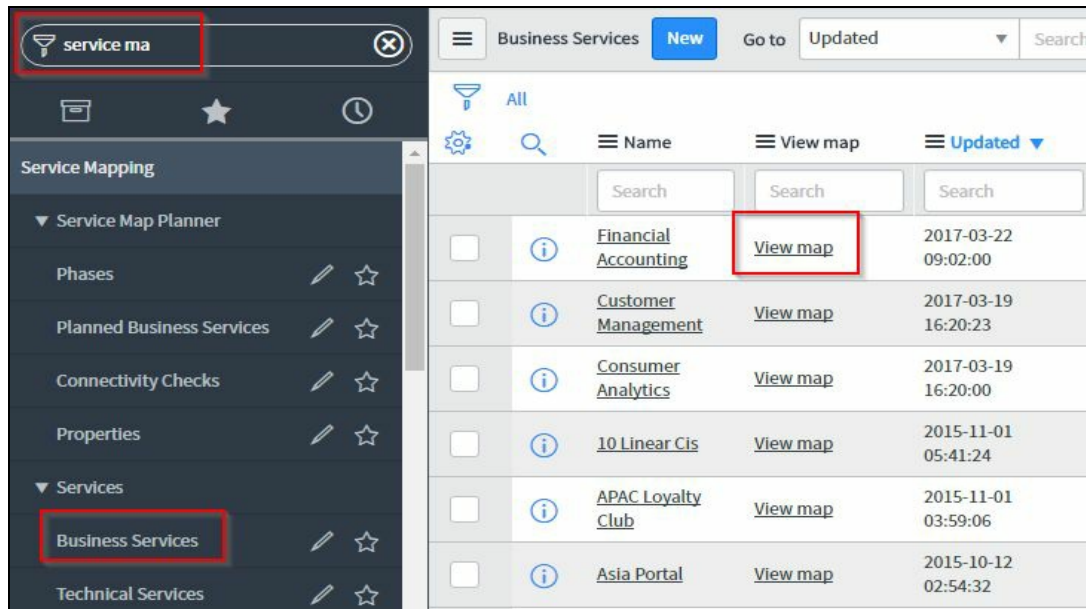 service ma
Service Mapping
Service Map Planner
Phases
Planned Business Services
Connectivity Checks
Properties
Services
Business Services
Technical Services
Business Services New Go to Updated Search
All
Name View map Updated
Search Search Search
Financial
Accounting
View map
2017-03-22
09:02:00
Customer
Management
View map
2017-03-19
16:20:23
Consumer
Analytics
View map
2017-03-19
16:20:00
10 Linear Cis
View map
2015-11-01
05:41:24
APAC Loyalty
Club
View map
2015-11-01
03:59:06
Asia Portal
View map
2015-10-12
02:54:32